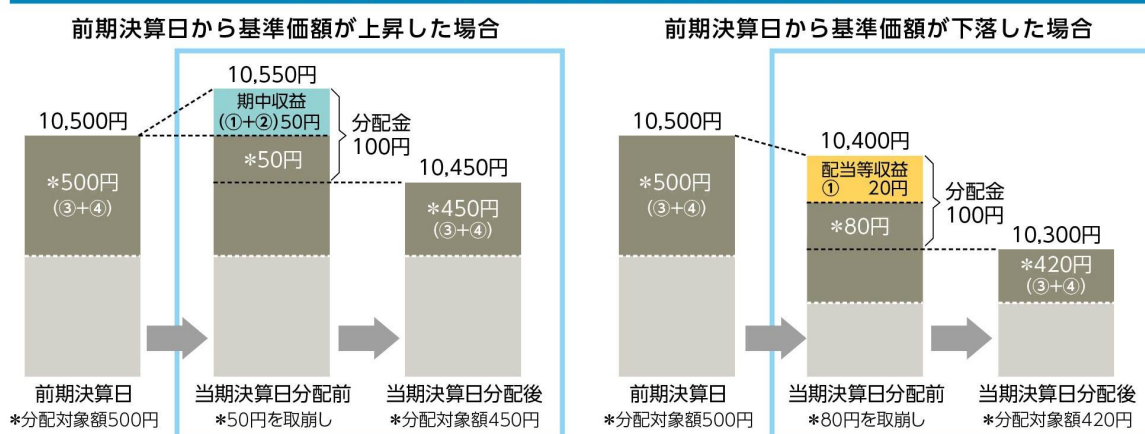 前期決算日から基準価額が上昇した場合
10,500円
*500円
(③+④)
10,550円
期中収益
(①+②)50円
*50円
分配金
100円
10,450円
*450円
(③+④)
前期決算日
*分配対象額500円
当期決算日分配前
*50円を取崩し
当期決算日分配後
*分配対象額450円
前期決算日から基準価額が下落した場合
10,500円
*500円
(③+④)
10,400円
配当等収益
① 20円
*80円
分配金
100円
10,300円
*420円
(③+④)
前期決算日
*分配対象額500円
当期決算日分配前
*80円を取崩し
当期決算日分配後
*分配対象額420円